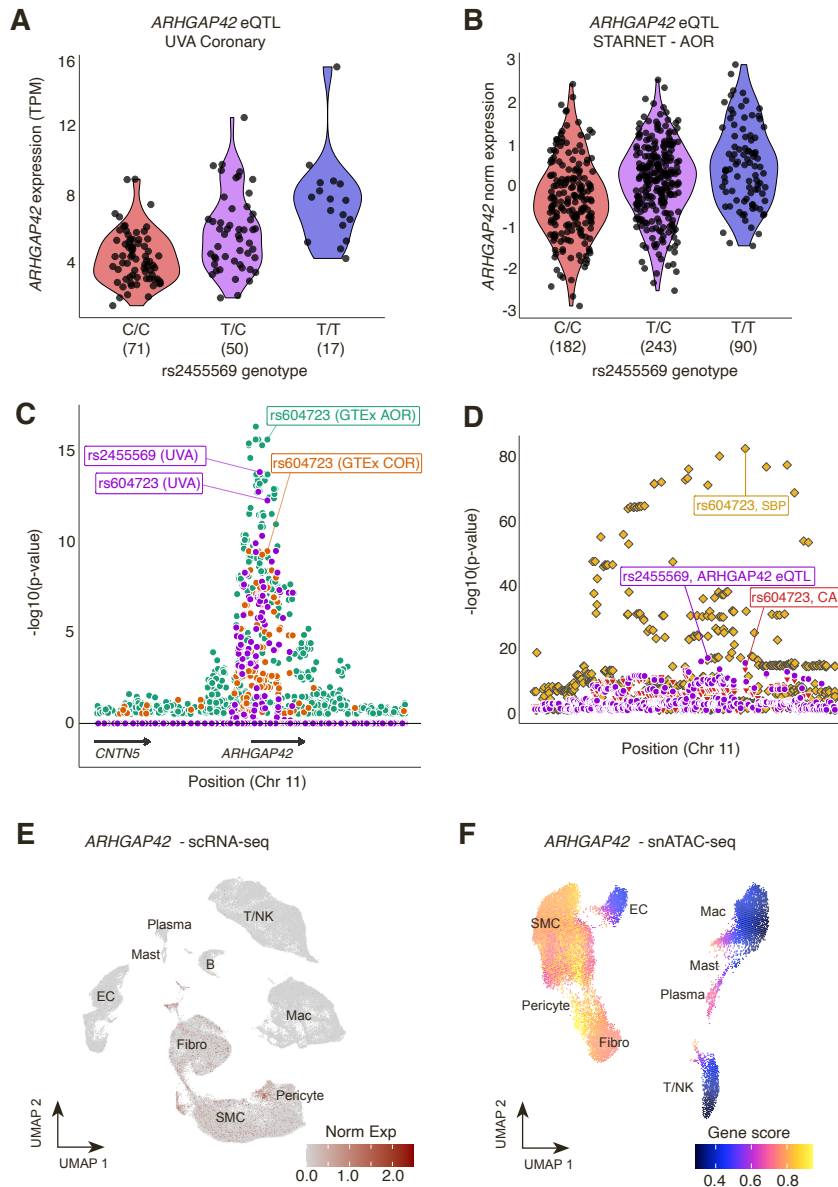 A
ARHGAP42 eQTL
UVA Coronary
ARHGAP42 expression (TPM)
16
12
8
4
C/C
T/C
T/T
(71)
(50)
(17)
rs2455569 genotype
B
ARHGAP42 eQTL
STARNET - AOR
ARHGAP42 norm expression
3
2
1
0
-1
-2
-3
C/C
T/C
T/T
(182)
(243)
(90)
rs2455569 genotype
C
-log10(p-value)
15
10
5
0
rs604723 (GTEx AOR)
rs2455569 (UVA)
rs604723 (GTEx COR)
rs604723 (UVA)
CNTN5
ARHGAP42
Position (Chr 11)
D
-log10(p-value)
80
60
40
20
0
rs604723, SBP
rs2455569, ARHGAP42 eQTL
rs604723, CA
Position (Chr 11)
E
ARHGAP42 - scRNA-seq
T/NK
Plasma
Mast
B
EC
Mac
Fibro
Pericyte
SMC
UMAP 2
UMAP 1
Norm Exp
0.0
1.0
2.0
F
ARHGAP42 - snATAC-seq
EC
SMC
Mac
Mast
Plasma
Pericyte
Fibro
T/NK
UMAP 2
UMAP 1
Gene score
0.4
0.6
0.8